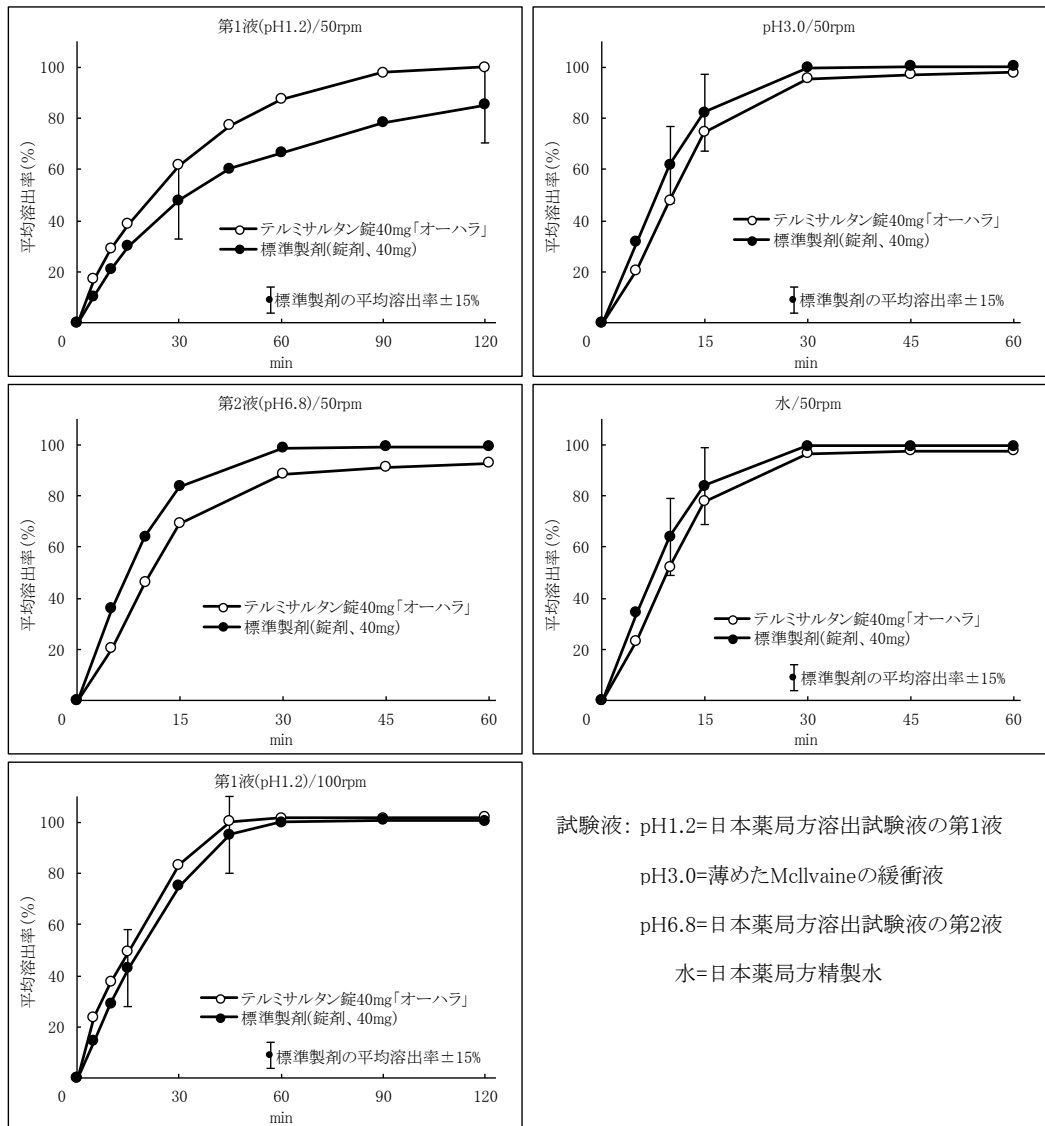 第1液(pH1.2)/50rpm
平均溶出率(%)
100
80
60
40
20
0
30
60
90
120
min
テルミサルタン錠40mg「オーハラ」
標準製剤(錠剤、40mg)
標準製剤の平均溶出率±15%
pH3.0/50rpm
平均溶出率(%)
100
80
60
40
20
0
15
30
45
60
min
テルミサルタン錠40mg「オーハラ」
標準製剤(錠剤、40mg)
標準製剤の平均溶出率±15%
第2液(pH6.8)/50rpm
平均溶出率(%)
100
80
60
40
20
0
15
30
45
60
min
テルミサルタン錠40mg「オーハラ」
標準製剤(錠剤、40mg)
水/50rpm
平均溶出率(%)
100
80
60
40
20
0
15
30
45
60
min
テルミサルタン錠40mg「オーハラ」
標準製剤(錠剤、40mg)
標準製剤の平均溶出率±15%
第1液(pH1.2)/100rpm
平均溶出率(%)
100
80
60
40
20
0
30
60
90
120
min
テルミサルタン錠40mg「オーハラ」
標準製剤(錠剤、40mg)
標準製剤の平均溶出率±15%
試験液: pH1.2=日本薬局方溶出試験液の第1液
pH3.0=薄めたMcllvaineの緩衝液
pH6.8=日本薬局方溶出試験液の第2液
水=日本薬局方精製水